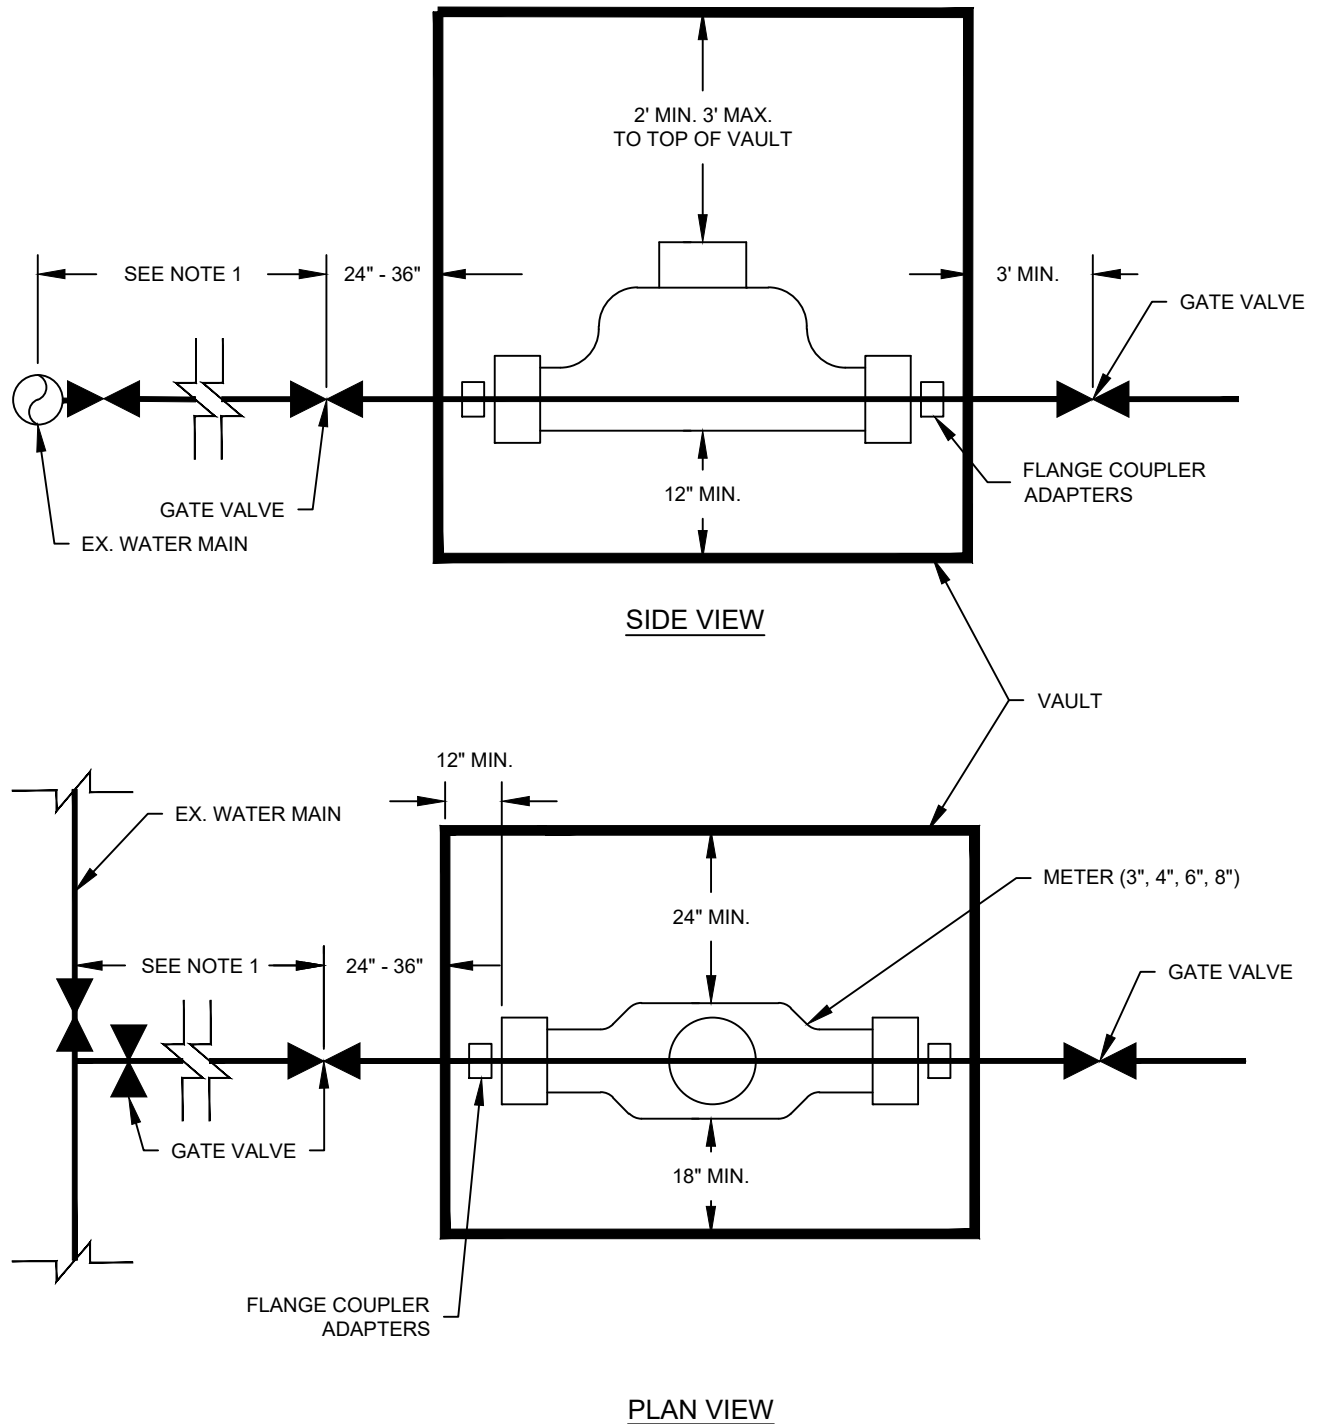 2' MIN. 3' MAX.
TO TOP OF VAULT
SEE NOTE 1
24" - 36"
3' MIN.
GATE VALVE
FLANGE COUPLER
ADAPTERS
12" MIN.
GATE VALVE
EX. WATER MAIN
SIDE VIEW
VAULT
12" MIN.
EX. WATER MAIN
METER (3", 4", 6", 8")
24" MIN.
SEE NOTE 1
24" - 36"
GATE VALVE
GATE VALVE
18" MIN.
FLANGE COUPLER
ADAPTERS
PLAN VIEW